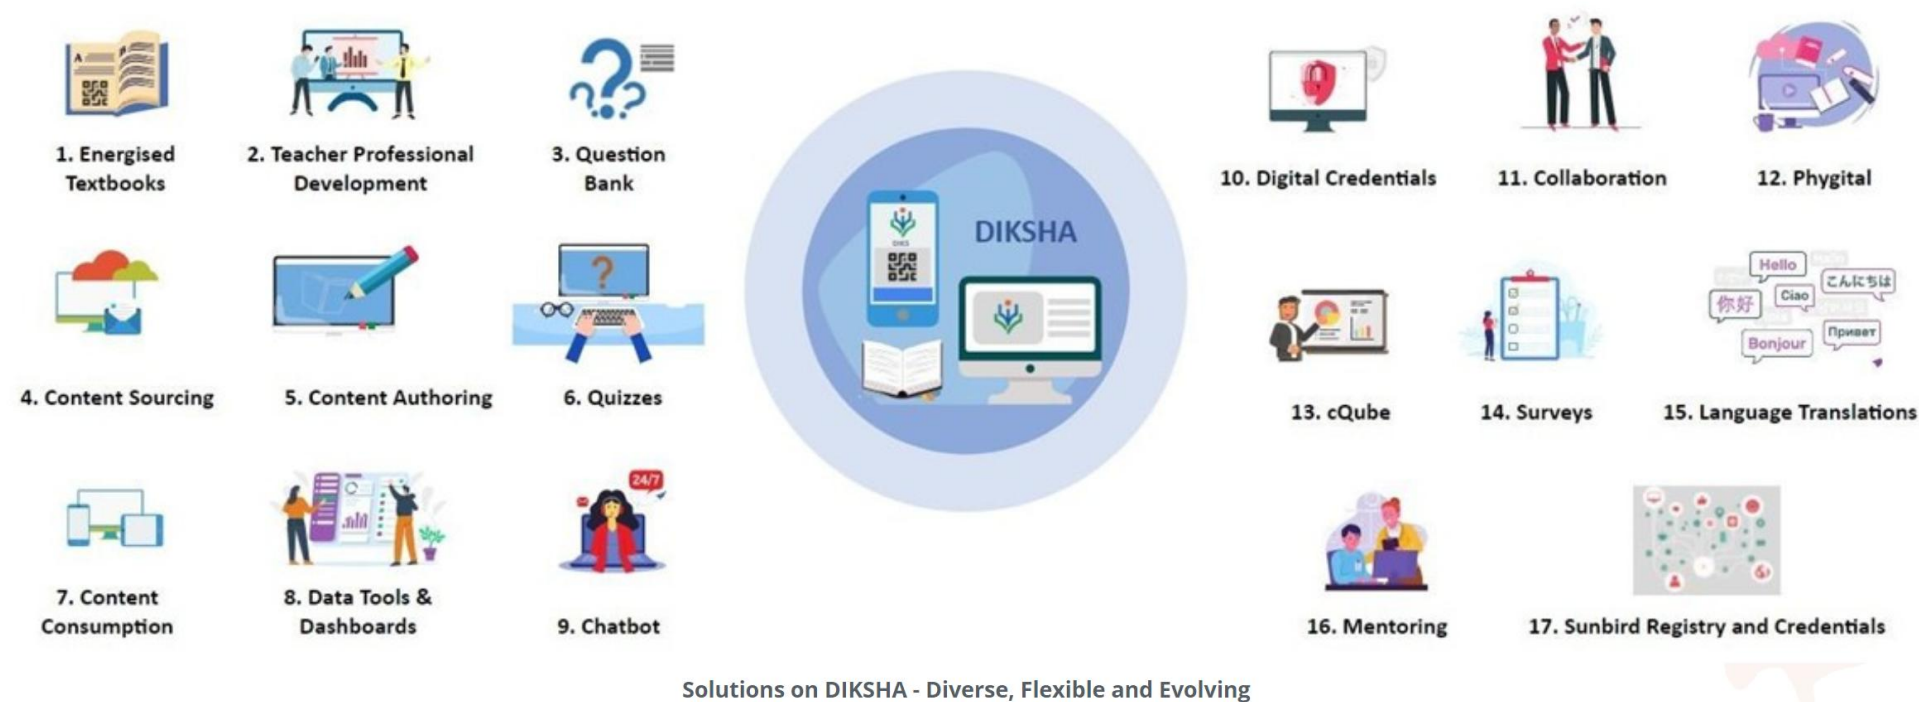 1. Energised
Textbooks
2. Teacher Professional
Development
3. Question
Bank
4. Content Sourcing
5. Content Authoring
6. Quizzes
7. Content
Consumption
8. Data Tools &
Dashboards
24/7
9. Chatbot
DIKSHA
10. Digital Credentials
11. Collaboration
12. Phygital
13. cQube
14. Surveys
Hello
こんにちは
你好
Ciao
Привет
Bonjour
15. Language Translations
16. Mentoring
17. Sunbird Registry and Credentials
Solutions on DIKSHA - Diverse, Flexible and Evolving